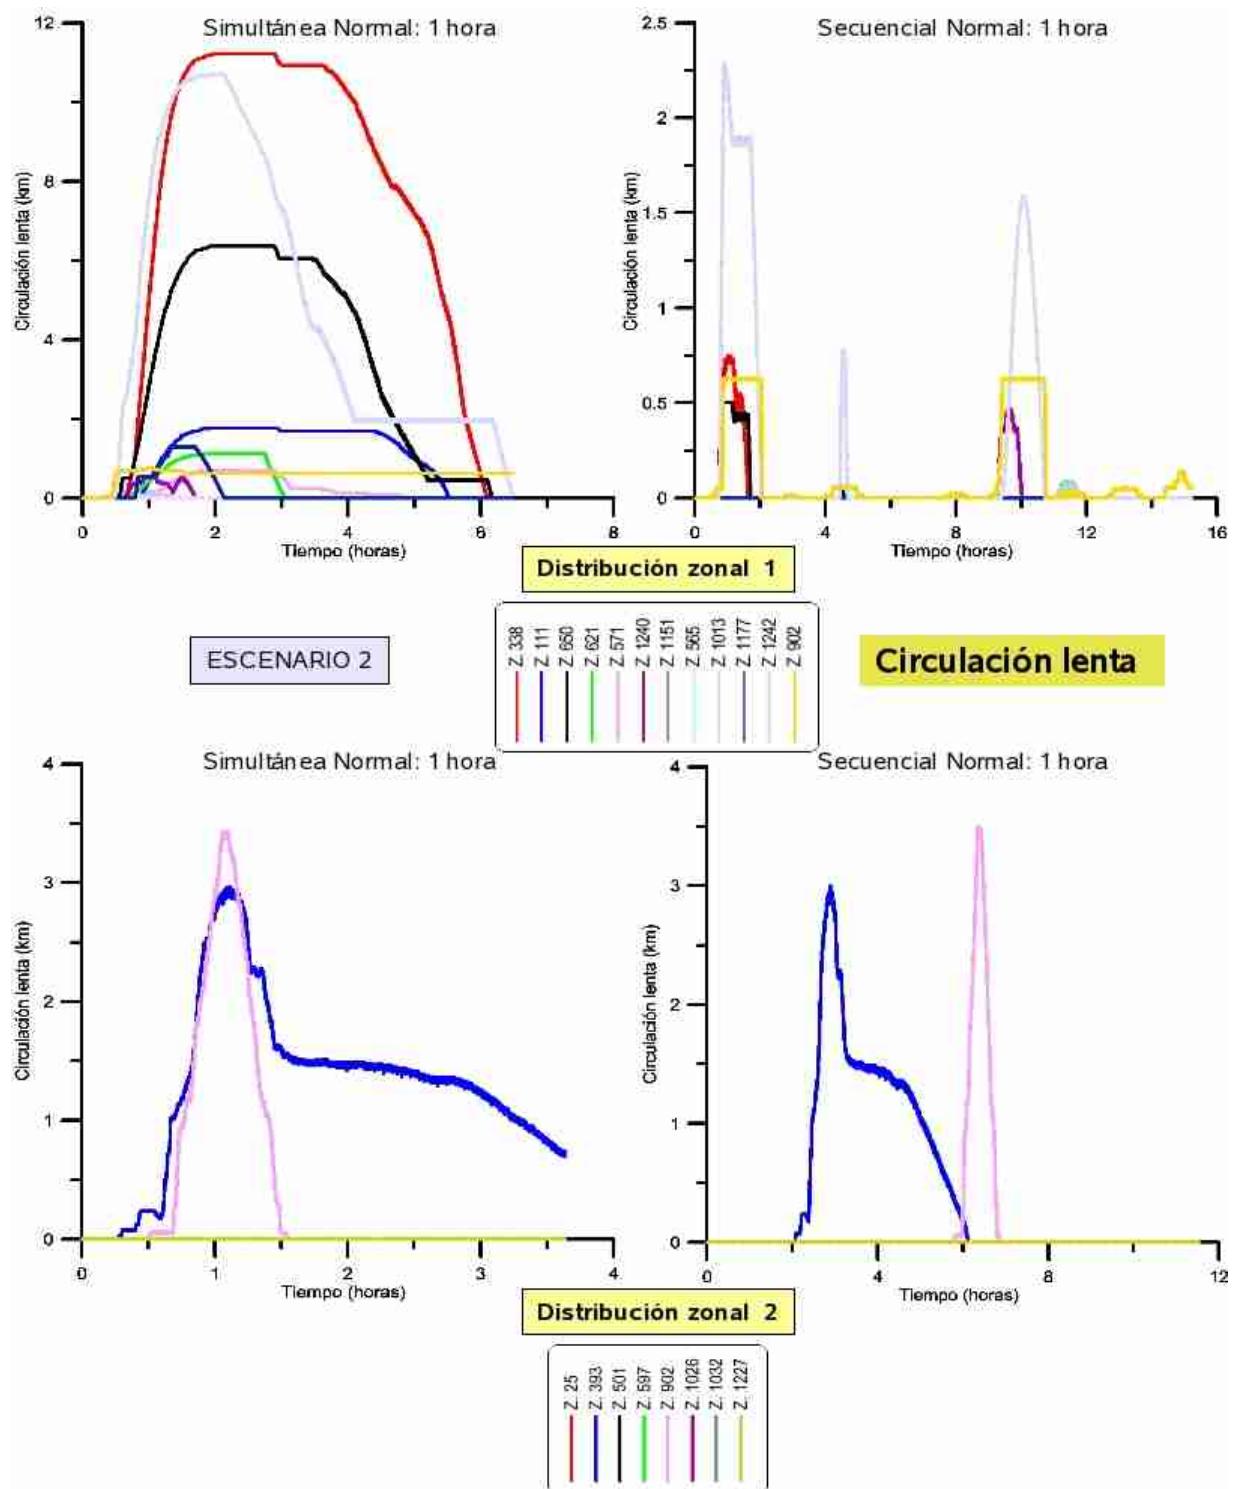 Simultánea Normal: 1 hora
12
8
4
0
Circulación lenta (km)
0 2 4 6 8
Tiempo (horas)
Secuencial Normal: 1 hora
2.5
2
1.5
1
0.5
0
Circulación lenta (km)
0 4 8 12 16
Tiempo (horas)
Distribución zonal 1
Z. 338
Z. 111
Z. 650
Z. 621
Z. 571
Z. 1240
Z. 1151
Z. 565
Z. 1013
Z. 1177
Z. 1242
Z. 902
ESCENARIO 2
Circulación lenta
Simultánea Normal: 1 hora
4
3
2
1
0
Circulación lenta (km)
0 1 2 3 4
Tiempo (horas)
Secuencial Normal: 1 hora
4
3
2
1
0
Circulación lenta (km)
0 4 8 12
Tiempo (horas)
Distribución zonal 2
Z. 25
Z. 393
Z. 501
Z. 597
Z. 902
Z. 1026
Z. 1032
Z. 1227